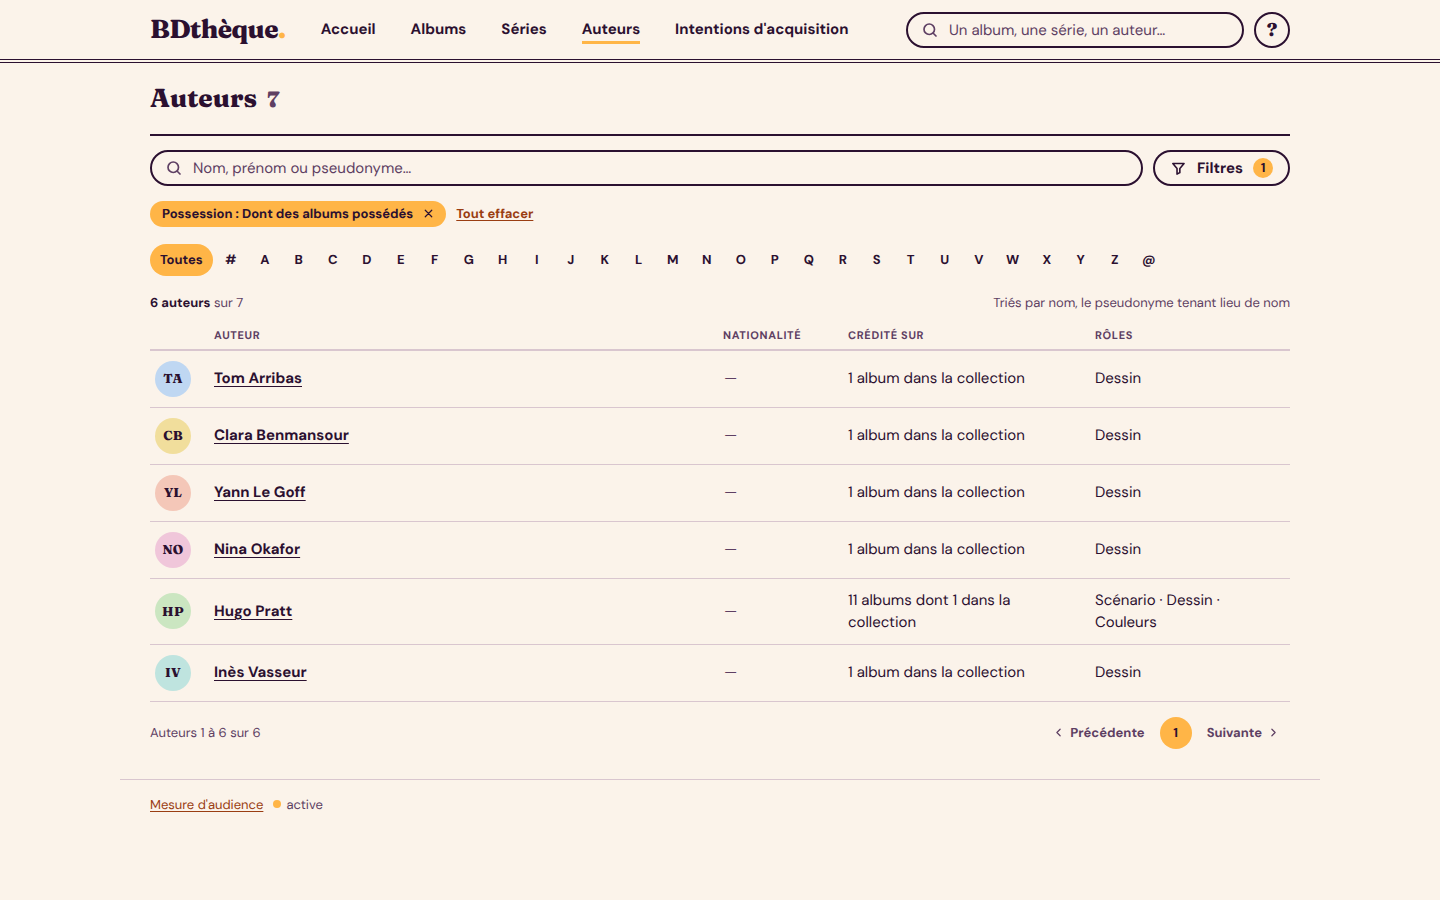 BDthèque.
Accueil
Albums
Séries
Auteurs
Intentions d'acquisition
Un album, une série, un auteur…
?
Auteurs 7
Nom, prénom ou pseudonyme…
Filtres 1
Possession : Dont des albums possédés ×
Tout effacer
Toutes # A B C D E F G H I J K L M N O P Q R S T U V W X Y Z @
6 auteurs sur 7
Triés par nom, le pseudonyme tenant lieu de nom
AUTEUR NATIONALITÉ CRÉDITÉ SUR RÔLES
TA Tom Arribas — 1 album dans la collection Dessin
CB Clara Benmansour — 1 album dans la collection Dessin
YL Yann Le Goff — 1 album dans la collection Dessin
NO Nina Okafor — 1 album dans la collection Dessin
HP Hugo Pratt — 11 albums dont 1 dans la
collection
Scénario · Dessin ·
Couleurs
IV Inès Vasseur — 1 album dans la collection Dessin
Auteurs 1 à 6 sur 6
Précédente 1 Suivante
Mesure d'audience active